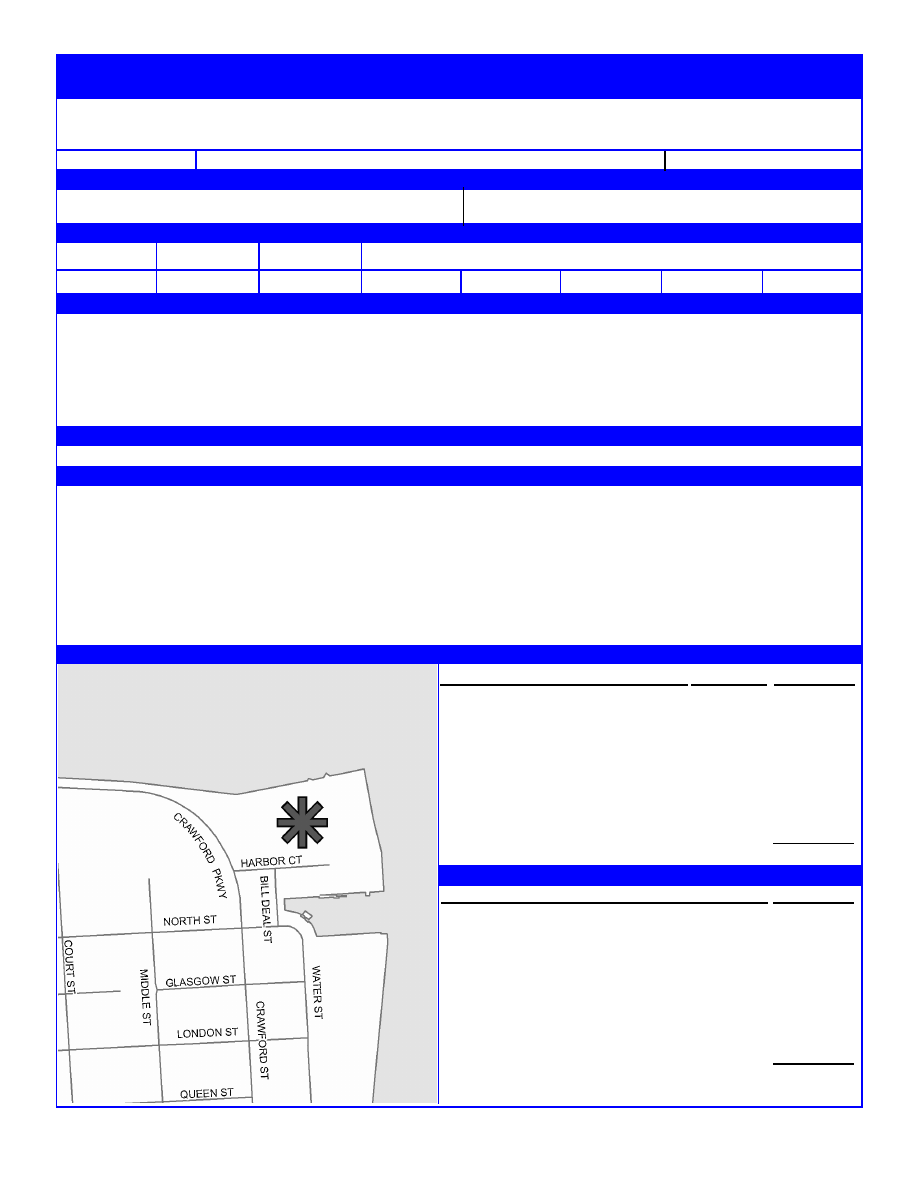 CRAWFORD PKWY
HARBOR CT
BILL DEAL ST
NORTH ST
COURT ST
MIDDLE ST
GLASGOW ST
WATER ST
CRAWFORD ST
LONDON ST
QUEEN ST